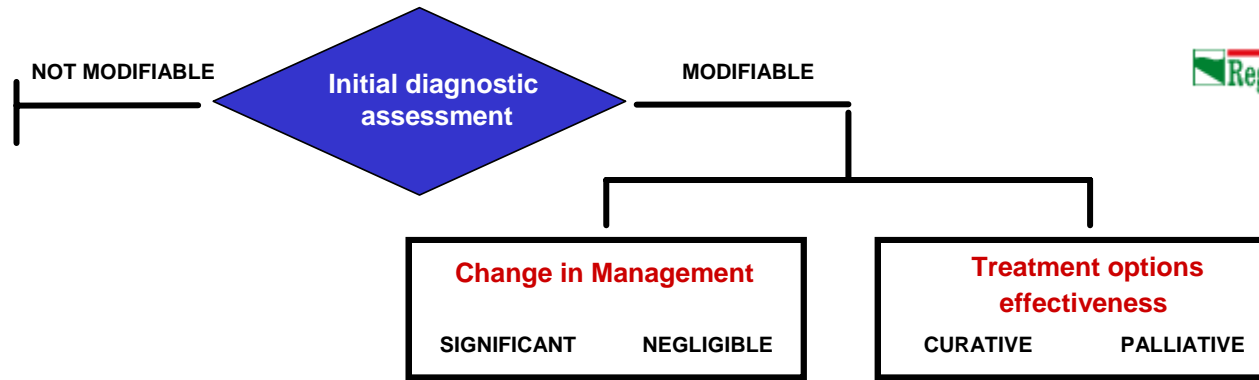 NOT MODIFIABLE
Initial diagnostic
assessment
MODIFIABLE
Change in Management
SIGNIFICANT NEGLIGIBLE
Treatment options
effectiveness
CURATIVE PALLIATIVE